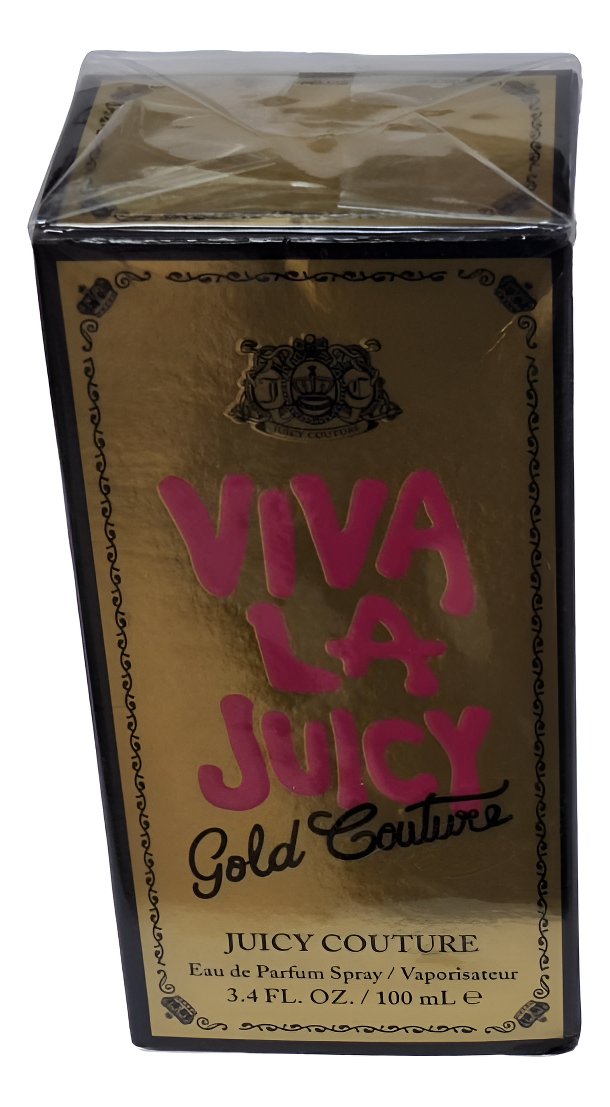 J C
JUICY COUTURE
VIVA
LA
JUICY
Gold Couture
JUICY COUTURE
Eau de Parfum Spray / Vaporisateur
3.4 FL. OZ. / 100 mL ℮